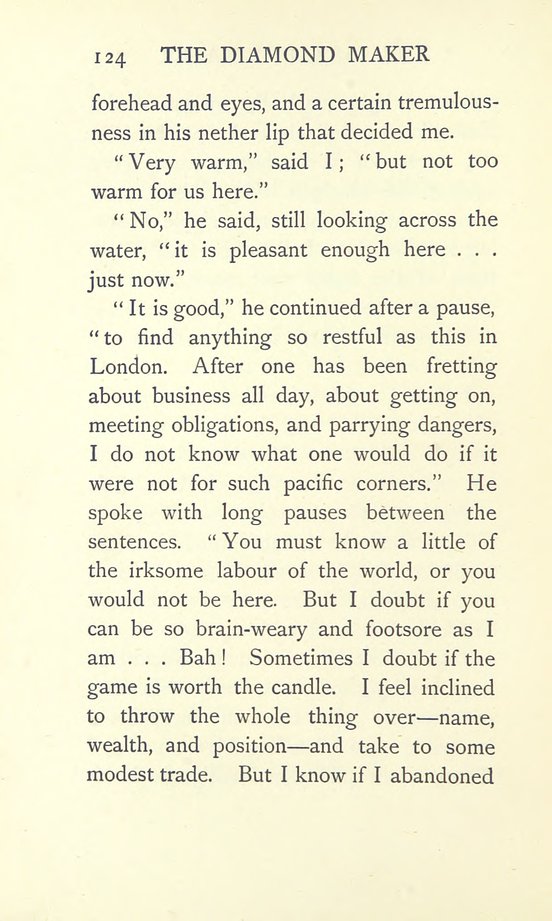 124 THE DIAMOND MAKER
forehead and eyes, and a certain tremulous-
ness in his nether lip that decided me.
“Very warm,” said I; “but not too
warm for us here.”
“No,” he said, still looking across the
water, “it is pleasant enough here . . .
just now.”
“It is good,” he continued after a pause,
“to find anything so restful as this in
London. After one has been fretting
about business all day, about getting on,
meeting obligations, and parrying dangers,
I do not know what one would do if it
were not for such pacific corners.” He
spoke with long pauses between the
sentences. “You must know a little of
the irksome labour of the world, or you
would not be here. But I doubt if you
can be so brain-weary and footsore as I
am . . . Bah! Sometimes I doubt if the
game is worth the candle. I feel inclined
to throw the whole thing over—name,
wealth, and position—and take to some
modest trade. But I know if I abandoned